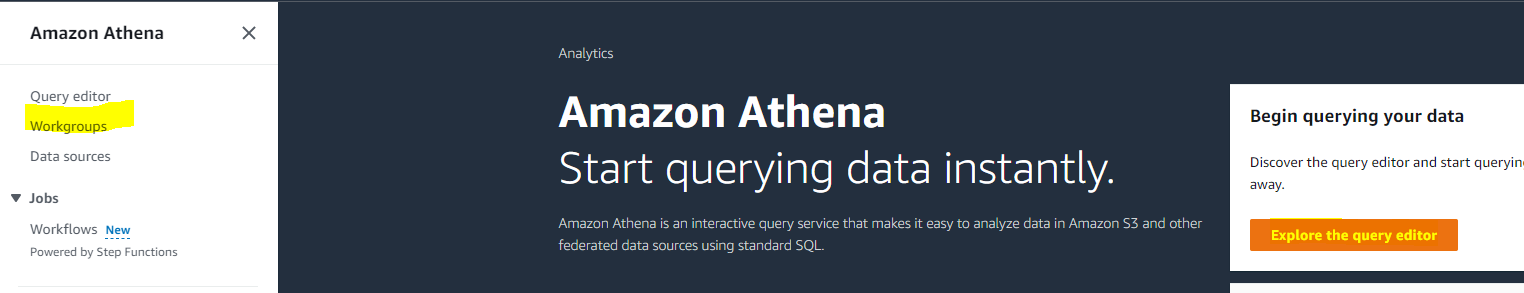 Amazon Athena
Query editor
Workgroups
Data sources
Jobs
Workflows New
Powered by Step Functions
Analytics
Amazon Athena
Start querying data instantly.
Amazon Athena is an interactive query service that makes it easy to analyze data in Amazon S3 and other
federated data sources using standard SQL.
Begin querying your data
Discover the query editor and start querying
away.
Explore the query editor